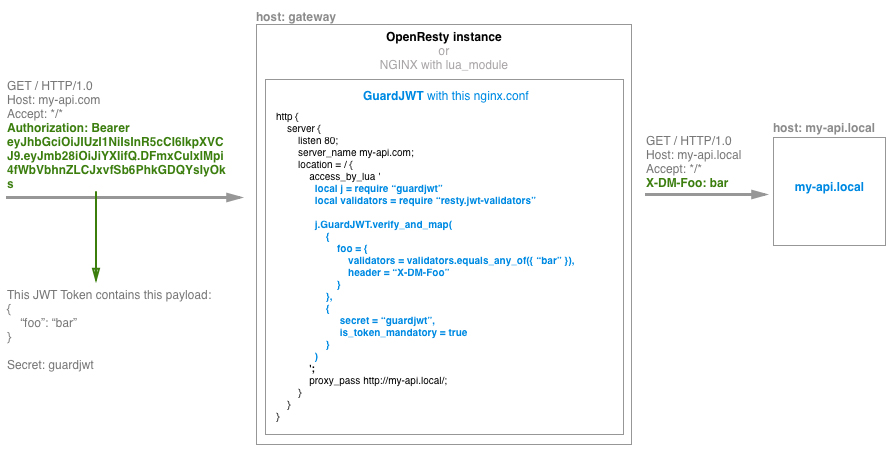 host: gateway
OpenResty instance
or
NGINX with lua_module
GET / HTTP/1.0
Host: my-api.com
Accept: */*
Authorization: Bearer
eyJhbGciOiJIUzI1NiIsInR5cCI6IkpXVC
J9.eyJmb28iOiJiYXIifQ.DFmxCulxIMpi
4fWbVbhnZLCJxvfSb6PhkGDQYslyOk
s
This JWT Token contains this payload:
{
“foo”: “bar”
}
Secret: guardjwt
GuardJWT with this nginx.conf
http {
server {
listen 80;
server_name my-api.com;
location = / {
access_by_lua '
local j = require “guardjwt”
local validators = require “resty.jwt-validators”
j.GuardJWT.verify_and_map(
{
foo = {
validators = validators.equals_any_of({ “bar” }),
header = “X-DM-Foo”
}
},
{
secret = “guardjwt”,
is_token_mandatory = true
}
)
';
proxy_pass http://my-api.local/;
}
}
}
GET / HTTP/1.0
Host: my-api.local
Accept: */*
X-DM-Foo: bar
host: my-api.local
my-api.local